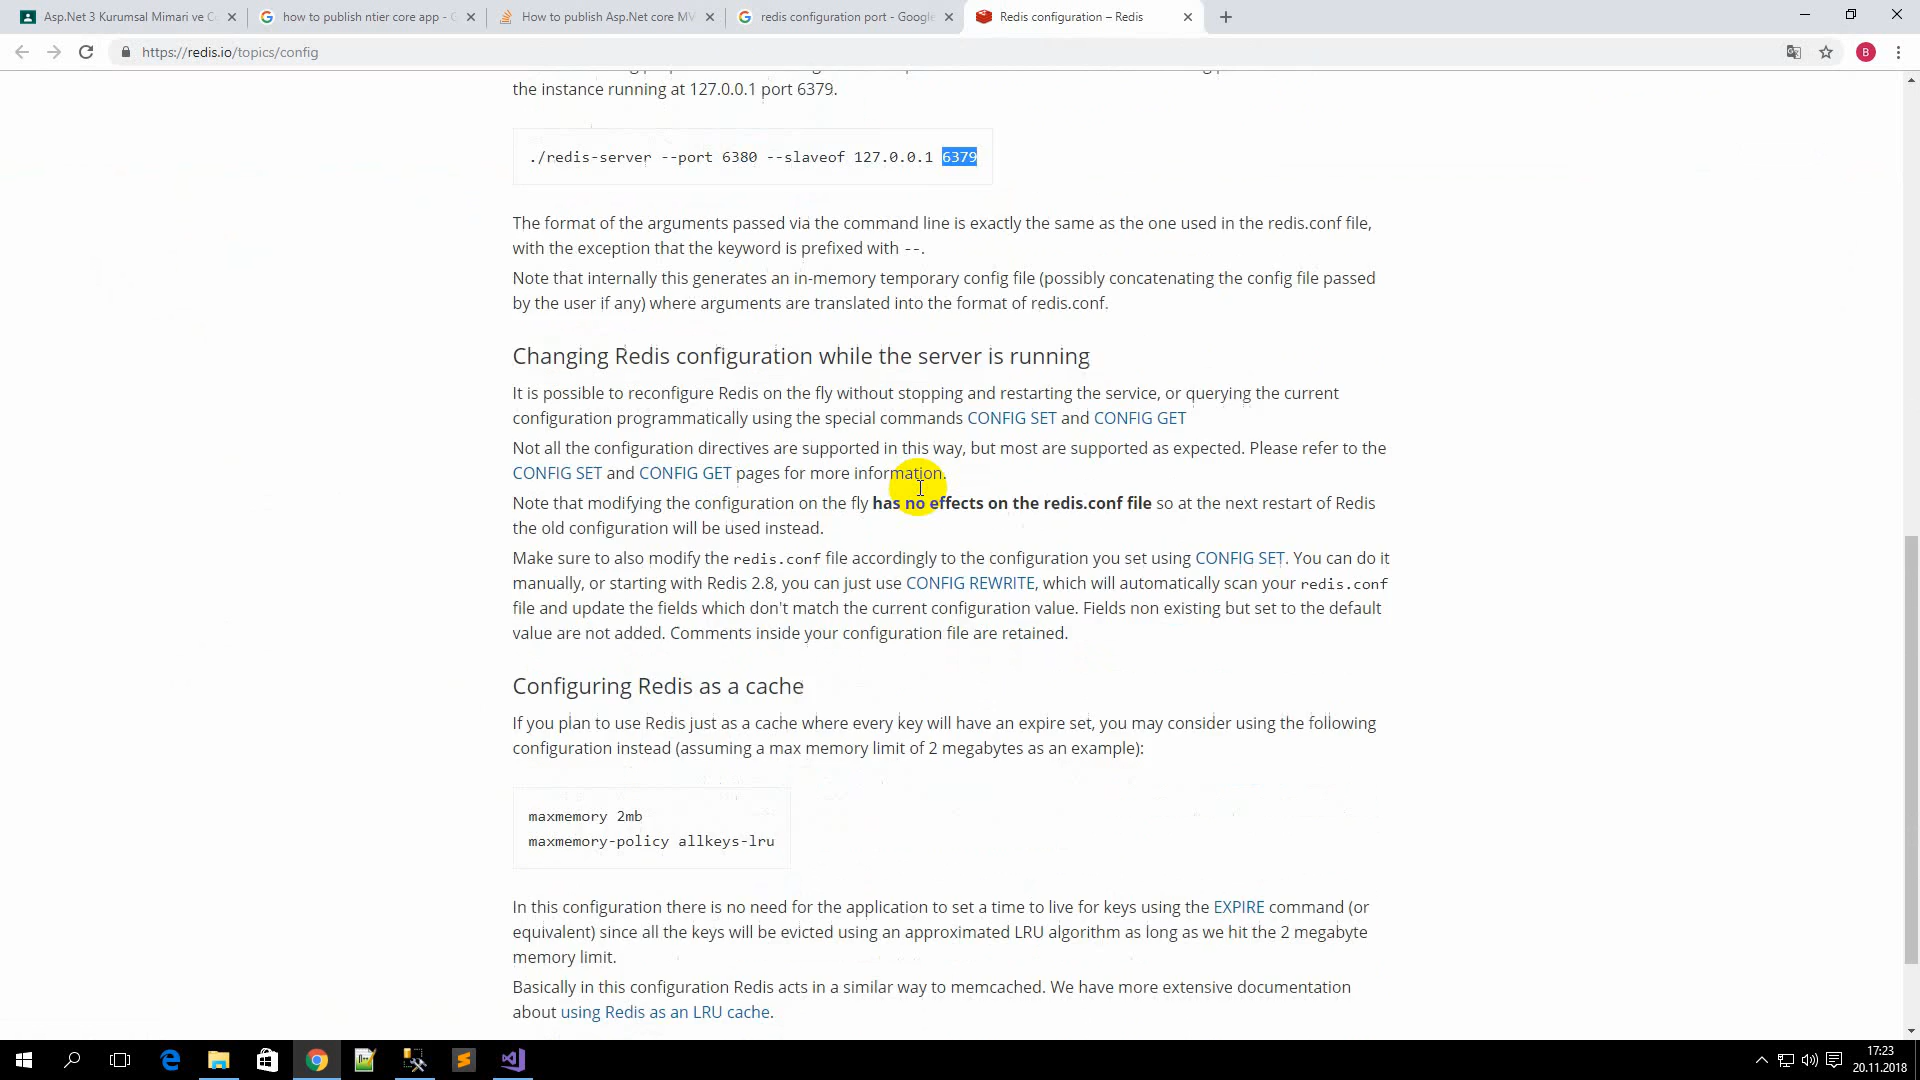 Asp.Net 3 Kurumsal Mimari ve C
how to publish ntier core app - G
How to publish Asp.Net core MV
redis configuration port - Google
Redis configuration – Redis
https://redis.io/topics/config
B
the instance running at 127.0.0.1 port 6379.
./redis-server --port 6380 --slaveof 127.0.0.1 6379
The format of the arguments passed via the command line is exactly the same as the one used in the redis.conf file,
with the exception that the keyword is prefixed with --.
Note that internally this generates an in-memory temporary config file (possibly concatenating the config file passed
by the user if any) where arguments are translated into the format of redis.conf.
Changing Redis configuration while the server is running
It is possible to reconfigure Redis on the fly without stopping and restarting the service, or querying the current
configuration programmatically using the special commands CONFIG SET and CONFIG GET
Not all the configuration directives are supported in this way, but most are supported as expected. Please refer to the
CONFIG SET and CONFIG GET pages for more information.
Note that modifying the configuration on the fly has no effects on the redis.conf file so at the next restart of Redis
the old configuration will be used instead.
Make sure to also modify the redis.conf file accordingly to the configuration you set using CONFIG SET. You can do it
manually, or starting with Redis 2.8, you can just use CONFIG REWRITE, which will automatically scan your redis.conf
file and update the fields which don't match the current configuration value. Fields non existing but set to the default
value are not added. Comments inside your configuration file are retained.
Configuring Redis as a cache
If you plan to use Redis just as a cache where every key will have an expire set, you may consider using the following
configuration instead (assuming a max memory limit of 2 megabytes as an example):
maxmemory 2mb
maxmemory-policy allkeys-lru
In this configuration there is no need for the application to set a time to live for keys using the EXPIRE command (or
equivalent) since all the keys will be evicted using an approximated LRU algorithm as long as we hit the 2 megabyte
memory limit.
Basically in this configuration Redis acts in a similar way to memcached. We have more extensive documentation
about using Redis as an LRU cache.
17:23
20.11.2018